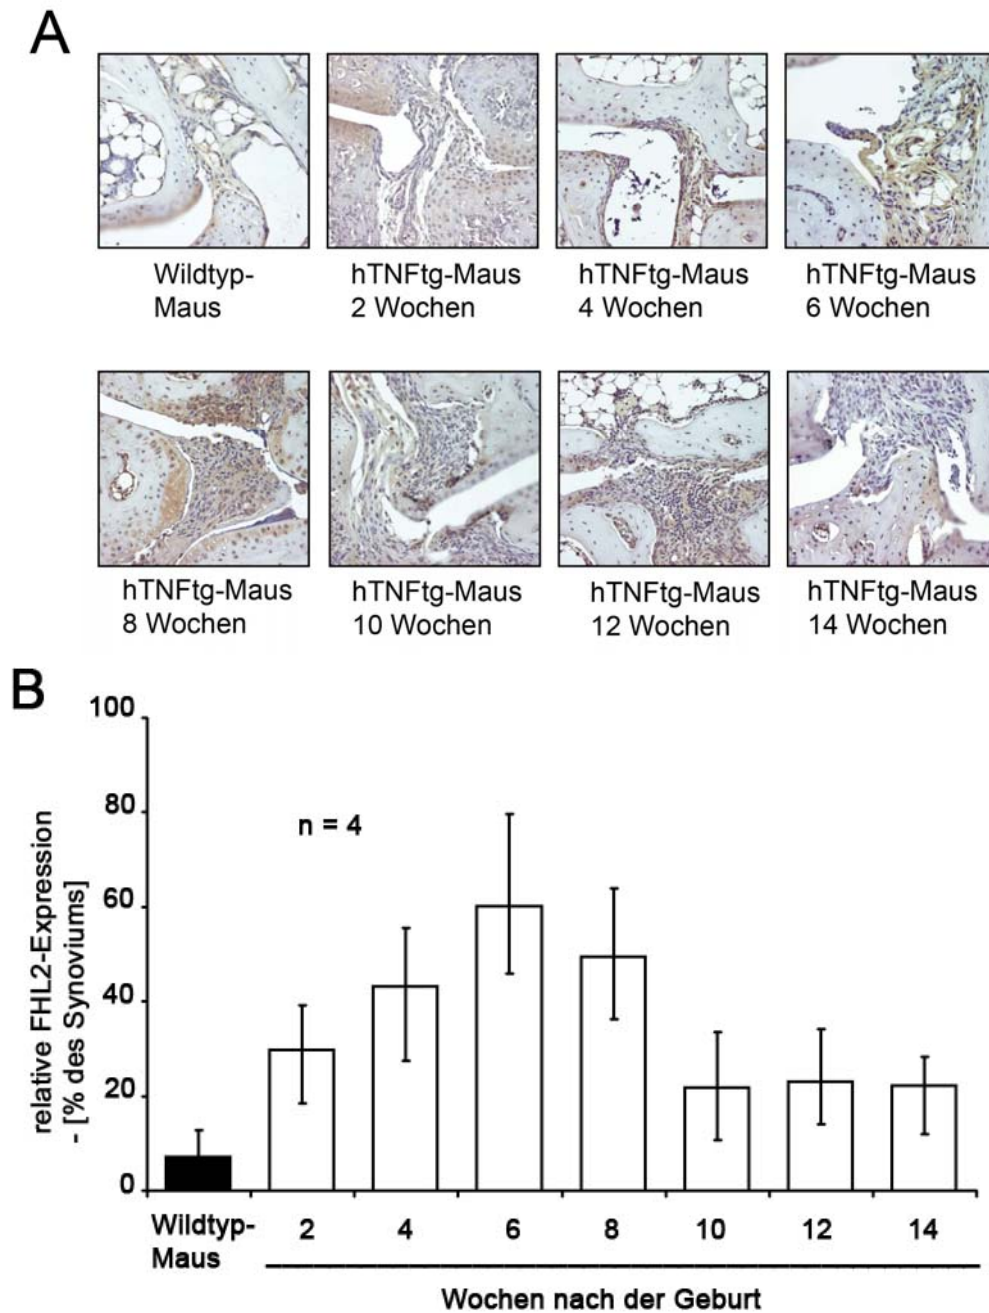 A
Wildtyp-
Maus
hTNFtg-Maus
2 Wochen
hTNFtg-Maus
4 Wochen
hTNFtg-Maus
6 Wochen
hTNFtg-Maus
8 Wochen
hTNFtg-Maus
10 Wochen
hTNFtg-Maus
12 Wochen
hTNFtg-Maus
14 Wochen
B
relative FHL2-Expression
- [% des Synoviums]
100
80
60
40
20
0
n = 4
Wildtyp-
Maus
2 4 6 8 10 12 14
Wochen nach der Geburt